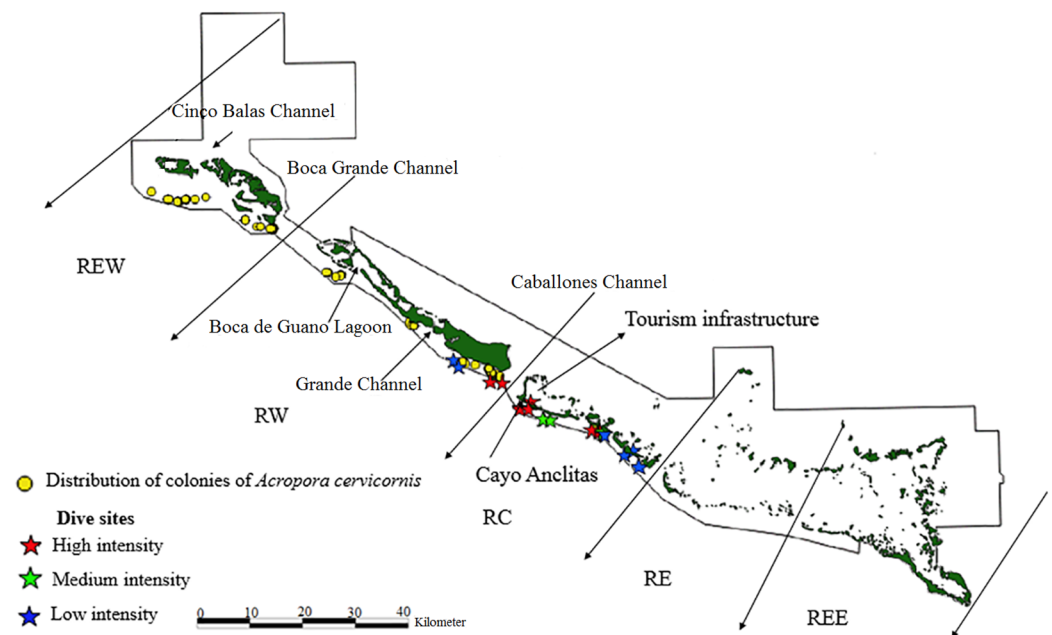 Cinco Balas Channel
Boca Grande Channel
REW
Caballones Channel
Boca de Guano Lagoon
Tourism infrastructure
Grande Channel
RW
Cayo Anclitas
Distribution of colonies of Acropora cervicornis
RC
Dive sites
High intensity
Medium intensity
RE
Low intensity
REE
0 10 20 30 40
Kilometer